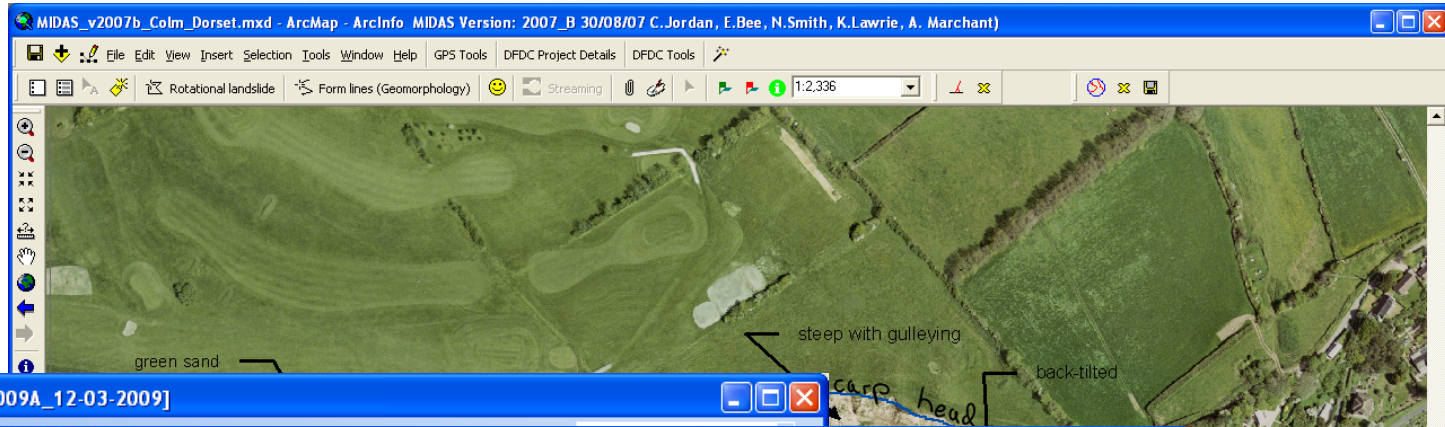 MIDAS_v2007b_Colm_Dorset.mxd - ArcMap - ArcInfo MIDAS Version: 2007_B 30/08/07 C.Jordan, E.Bee, N.Smith, K.Lawrie, A. Marchant)
File Edit View Insert Selection Tools Window Help GPS Tools DFDC Project Details DFDC Tools
Rotational landslide Form lines (Geomorphology) Streaming 1:2,336
steep with gulleying
green sand
back-tilted
009A_12-03-2009]
carp head